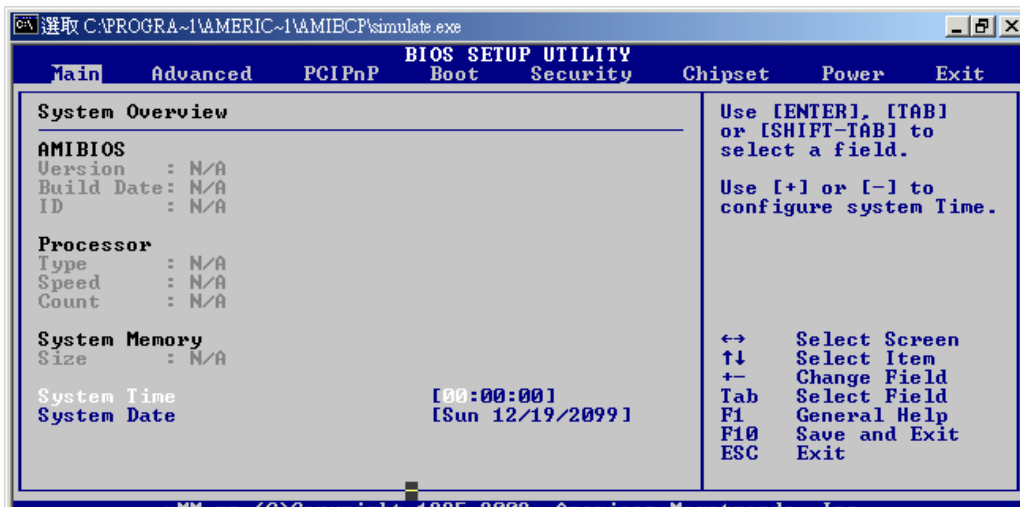 選取 C:\PROGRA~1\AMERIC~1\AMIBCP\simulate.exe
BIOS SETUP UTILITY
Main Advanced PCIPnP Boot Security Chipset Power Exit
System Overview
AMIBIOS
Version : N/A
Build Date: N/A
ID : N/A
Processor
Type : N/A
Speed : N/A
Count : N/A
System Memory
Size : N/A
System Time [00:00:00]
System Date [Sun 12/19/2099]
Use [ENTER], [TAB]
or [SHIFT-TAB] to
select a field.
Use [+] or [-] to
configure system Time.
↔ Select Screen
↑↓ Select Item
+- Change Field
Tab Select Field
F1 General Help
F10 Save and Exit
ESC Exit